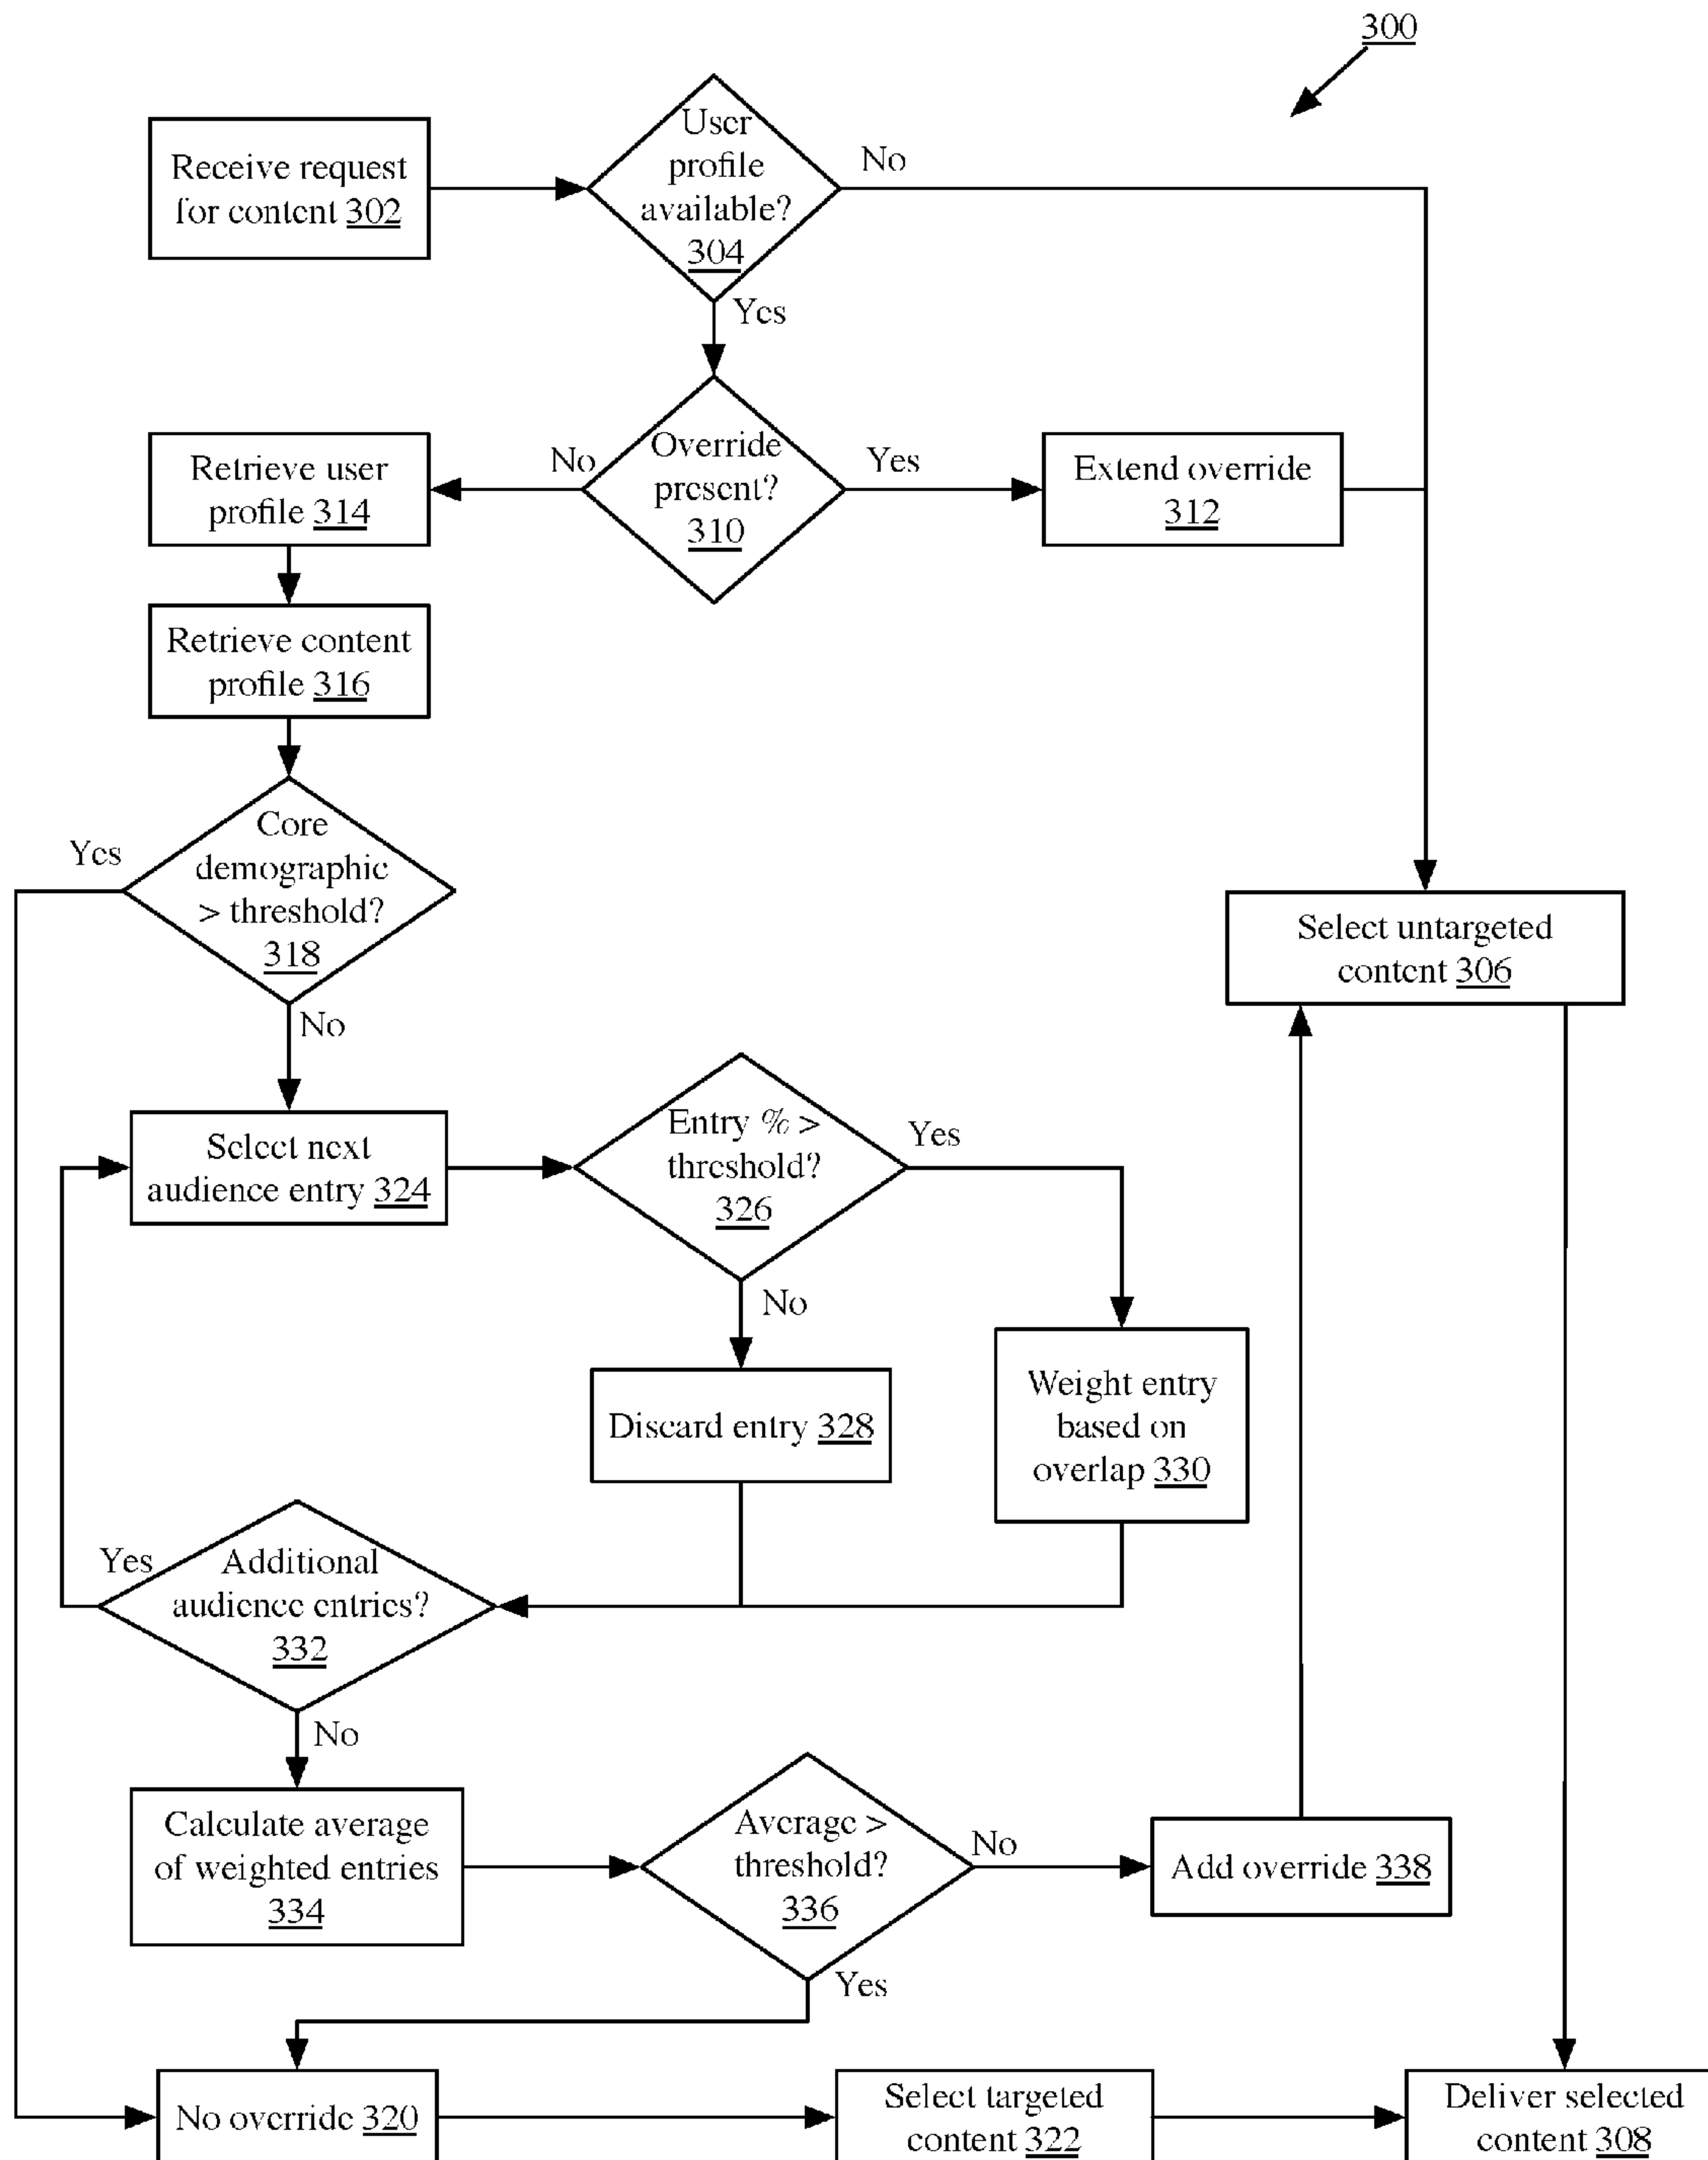 300
Receive request
for content 302
User
profile
available?
304
No
Yes
Retrieve user
profile 314
No
Override
present?
310
Yes
Extend override
312
Retrieve content
profile 316
Yes
Core
demographic
> threshold?
318
No
Select untargeted
content 306
Select next
audience entry 324
Entry % >
threshold?
326
Yes
No
Discard entry 328
Weight entry
based on
overlap 330
Yes
Additional
audience entries?
332
No
Calculate average
of weighted entries
334
Average >
threshold?
336
No
Add override 338
Yes
No override 320
Select targeted
content 322
Deliver selected
content 308